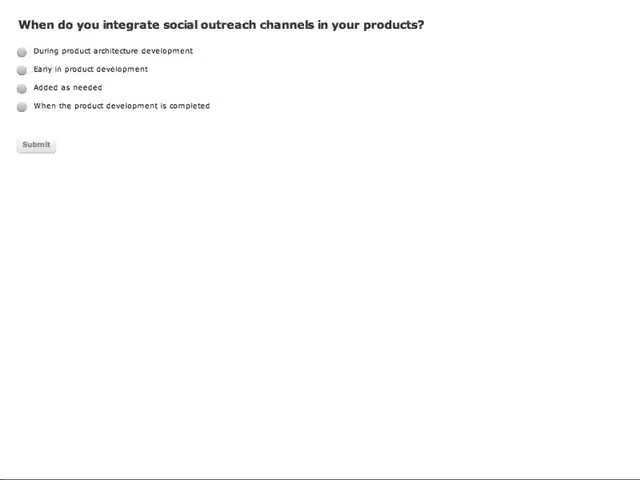 When do you integrate social outreach channels in your products?
During product architecture development
Early in product development
Added as needed
When the product development is completed
Submit